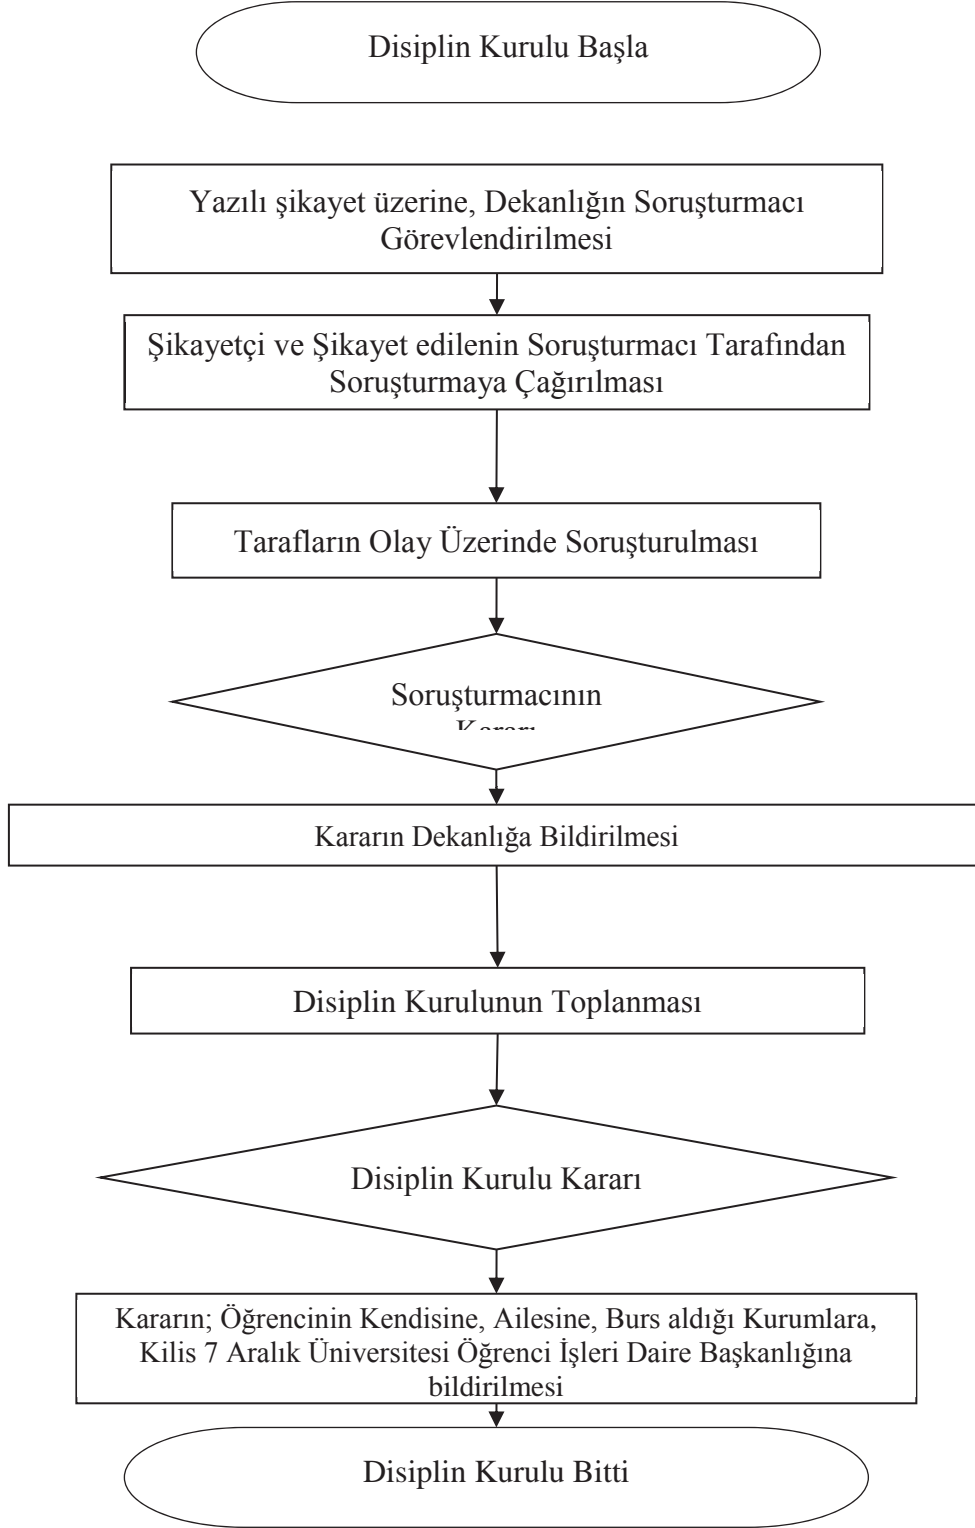 Disiplin Kurulu Başla
Yazılı şikayet üzerine, Dekanlığın Soruşturmacı
Görevlendirilmesi
Şikayetçi ve Şikayet edilenin Soruşturmacı Tarafından
Soruşturmaya Çağırılması
Tarafların Olay Üzerinde Soruşturulması
Soruşturmacının
Kararı
Kararın Dekanlığa Bildirilmesi
Disiplin Kurulunun Toplanması
Disiplin Kurulu Kararı
Kararın; Öğrencinin Kendisine, Ailesine, Burs aldığı Kurumlara,
Kilis 7 Aralık Üniversitesi Öğrenci İşleri Daire Başkanlığına
bildirilmesi
Disiplin Kurulu Bitti